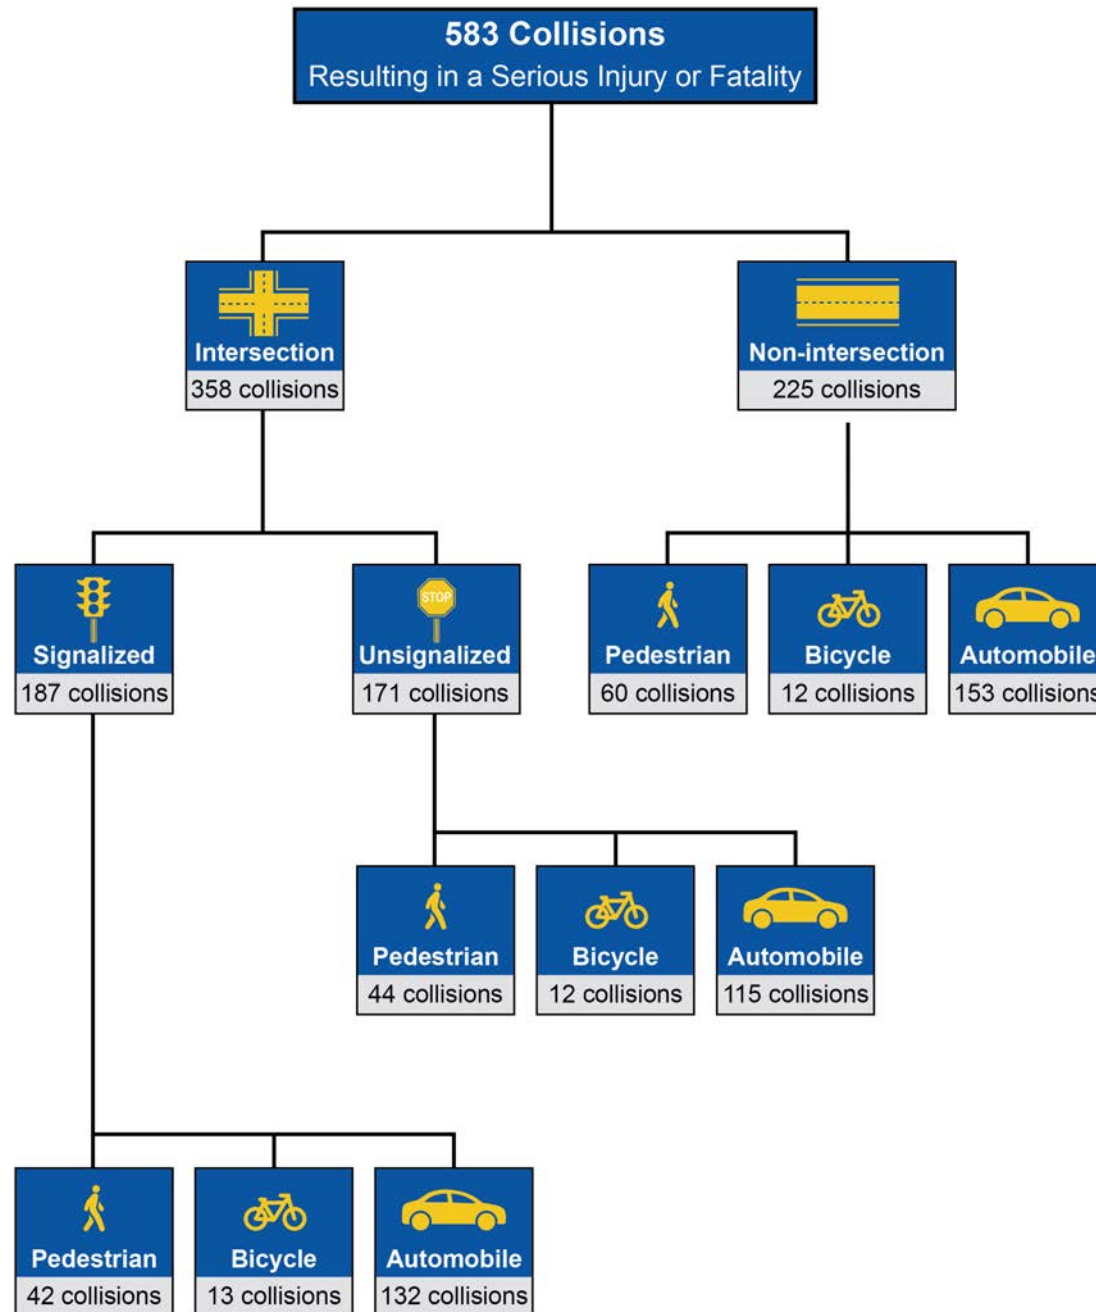 583 Collisions
Resulting in a Serious Injury or Fatality
Intersection
358 collisions
Non-intersection
225 collisions
Signalized
187 collisions
STOP
Unsignalized
171 collisions
Pedestrian
60 collisions
Bicycle
12 collisions
Automobile
153 collisions
Pedestrian
44 collisions
Bicycle
12 collisions
Automobile
115 collisions
Pedestrian
42 collisions
Bicycle
13 collisions
Automobile
132 collisions